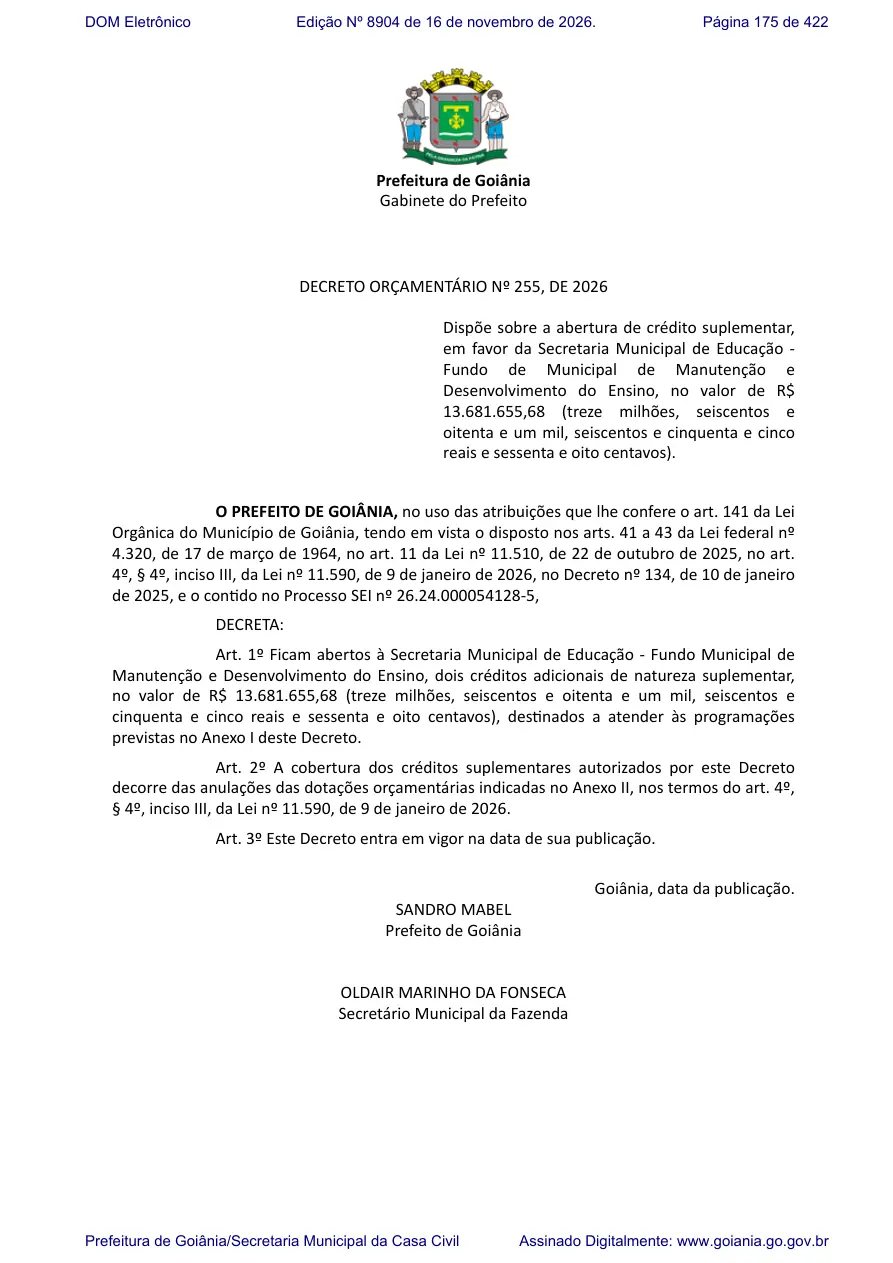 DOM Eletrônico Edição Nº 8904 de 16 de novembro de 2026. Página 175 de 422
PELA GRANDEZA DA PÁTRIA
Prefeitura de Goiânia
Gabinete do Prefeito
DECRETO ORÇAMENTÁRIO Nº 255, DE 2026
Dispõe sobre a abertura de crédito suplementar,
em favor da Secretaria Municipal de Educação -
Fundo de Municipal de Manutenção e
Desenvolvimento do Ensino, no valor de R$
13.681.655,68 (treze milhões, seiscentos e
oitenta e um mil, seiscentos e cinquenta e cinco
reais e sessenta e oito centavos).
O PREFEITO DE GOIÂNIA, no uso das atribuições que lhe confere o art. 141 da Lei
Orgânica do Município de Goiânia, tendo em vista o disposto nos arts. 41 a 43 da Lei federal nº
4.320, de 17 de março de 1964, no art. 11 da Lei nº 11.510, de 22 de outubro de 2025, no art.
4º, § 4º, inciso III, da Lei nº 11.590, de 9 de janeiro de 2026, no Decreto nº 134, de 10 de janeiro
de 2025, e o contido no Processo SEI nº 26.24.000054128-5,
DECRETA:
Art. 1º Ficam abertos à Secretaria Municipal de Educação - Fundo Municipal de
Manutenção e Desenvolvimento do Ensino, dois créditos adicionais de natureza suplementar,
no valor de R$ 13.681.655,68 (treze milhões, seiscentos e oitenta e um mil, seiscentos e
cinquenta e cinco reais e sessenta e oito centavos), destinados a atender às programações
previstas no Anexo I deste Decreto.
Art. 2º A cobertura dos créditos suplementares autorizados por este Decreto
decorre das anulações das dotações orçamentárias indicadas no Anexo II, nos termos do art. 4º,
§ 4º, inciso III, da Lei nº 11.590, de 9 de janeiro de 2026.
Art. 3º Este Decreto entra em vigor na data de sua publicação.
Goiânia, data da publicação.
SANDRO MABEL
Prefeito de Goiânia
OLDAIR MARINHO DA FONSECA
Secretário Municipal da Fazenda
Prefeitura de Goiânia/Secretaria Municipal da Casa Civil Assinado Digitalmente: www.goiania.go.gov.br